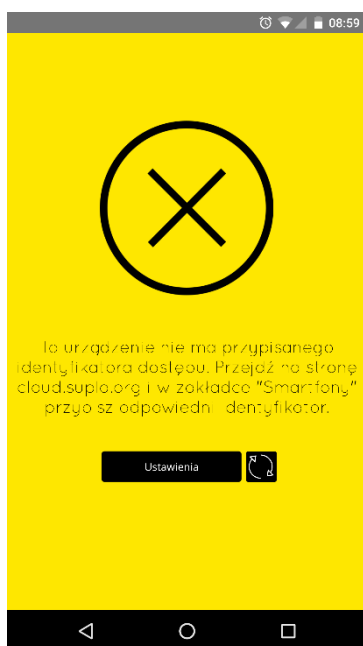 08:59
To urządzenie nie ma przypisanego
identyfikatora dostępu. Przejdź na stronę
cloud.supla.org i w zakładce "Smartfony"
przypisz odpowiedni identyfikator.
Ustawienia